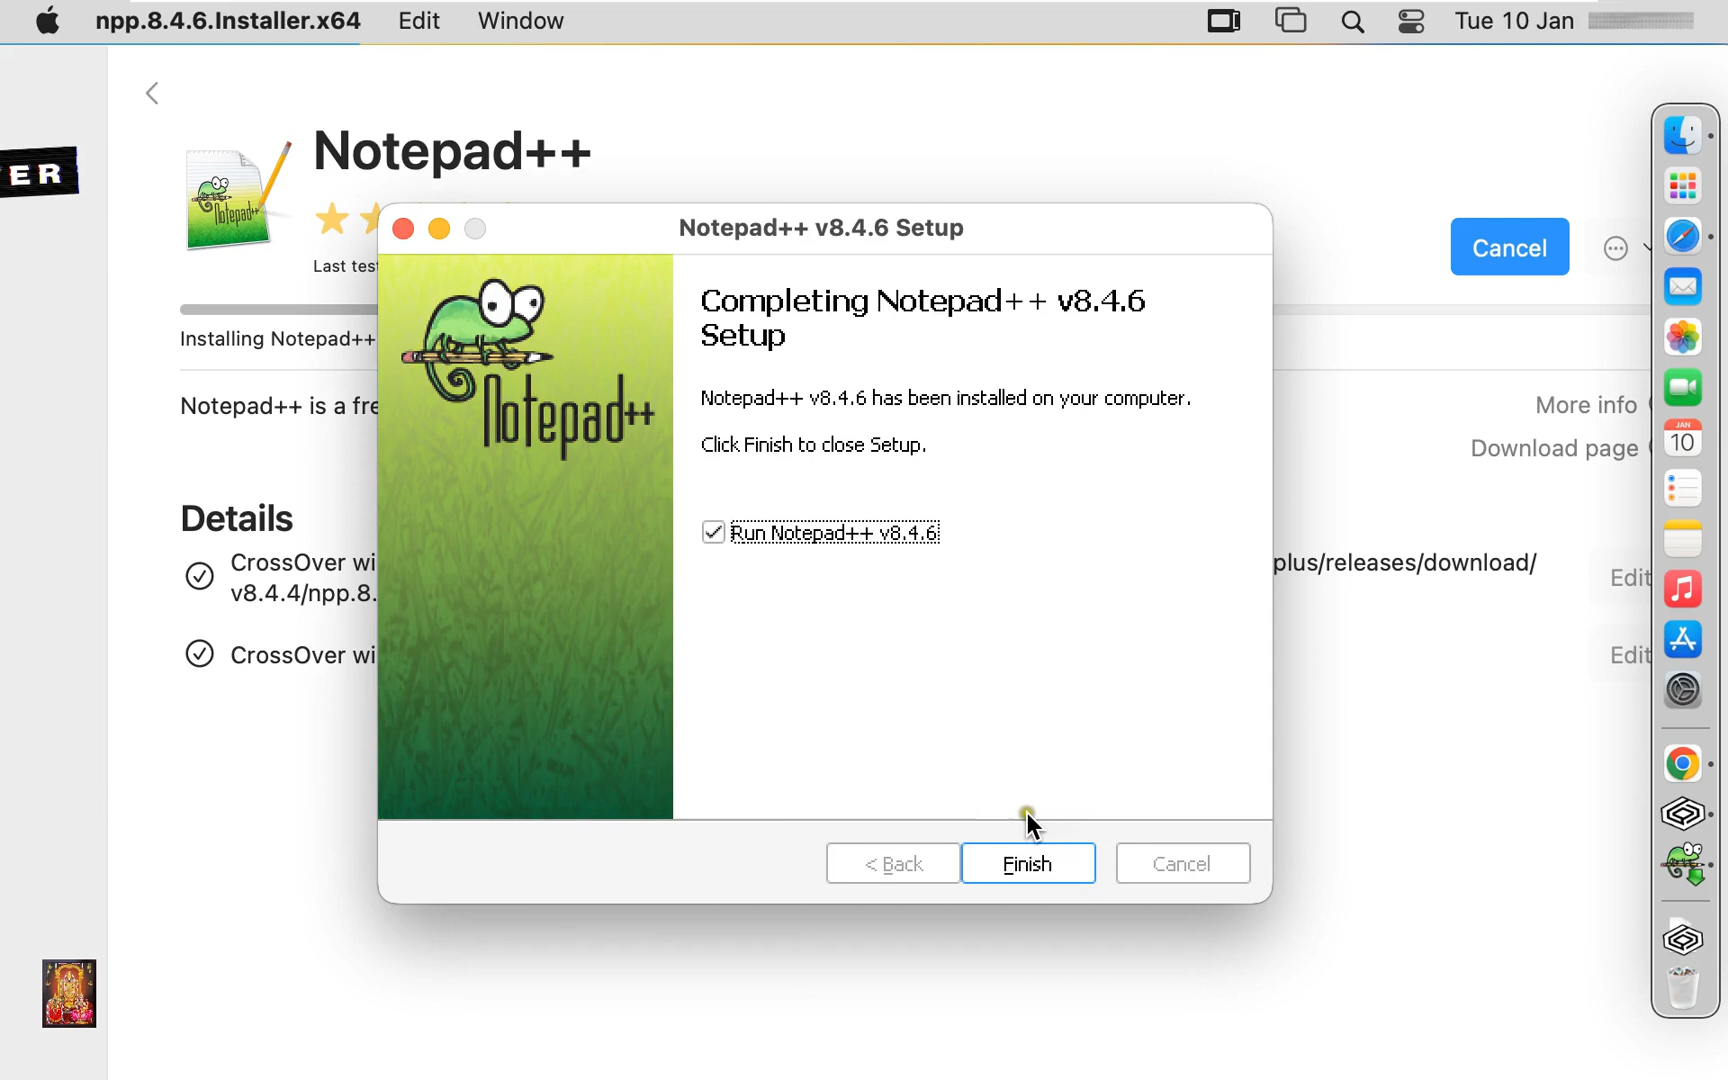 npp.8.4.6.Installer.x64 Edit Window Tue 10 Jan
ER
Notepad++
Notepad++
Notepad++ v8.4.6 Setup
Cancel
Last test
Installing Notepad++
Notepad++ is a fre
Notepad++
Completing Notepad++ v8.4.6
Setup
Notepad++ v8.4.6 has been installed on your computer.
Click Finish to close Setup.
Run Notepad++ v8.4.6
More info
Download page
JAN
10
Details
CrossOver wi
v8.4.4/npp.8.
plus/releases/download/
Edit
CrossOver wi
Edit
< Back Finish Cancel